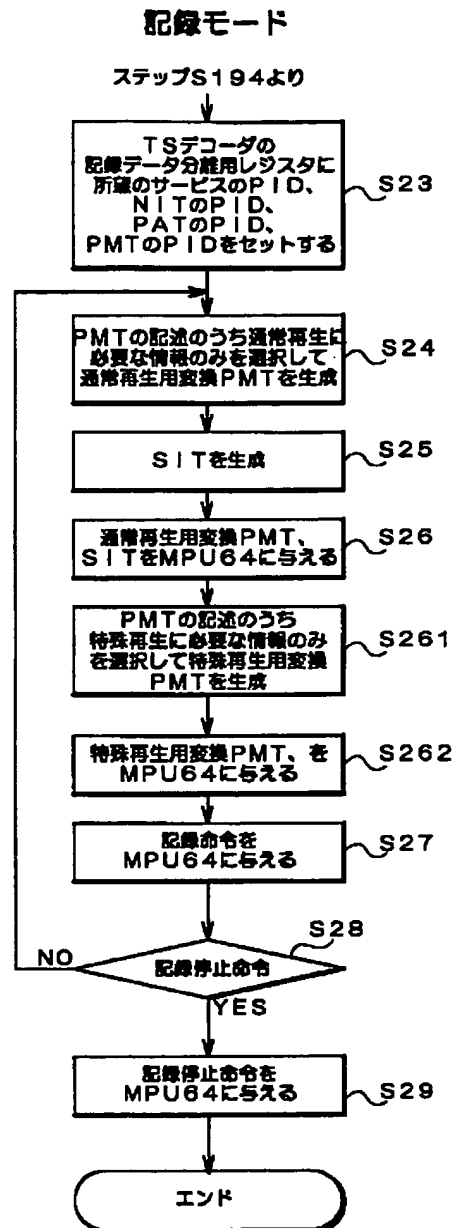 記録モード
ステップS194より
TSデコーダの
記録データ分離用レジスタに
所望のサービスのPID、
NITのPID、
PATのPID、
PMTのPIDをセットする
S23
PMTの記述のうち通常再生に
必要な情報のみを選択して
通常再生用変換PMTを生成
S24
SITを生成
S25
通常再生用変換PMT、
SITをMPU64に与える
S26
PMTの記述のうち
特殊再生に必要な情報のみ
を選択して特殊再生用変換
PMTを生成
S261
特殊再生用変換PMT、を
MPU64に与える
S262
記録命令を
MPU64に与える
S27
S28
NO
記録停止命令
YES
記録停止命令を
MPU64に与える
S29
エンド